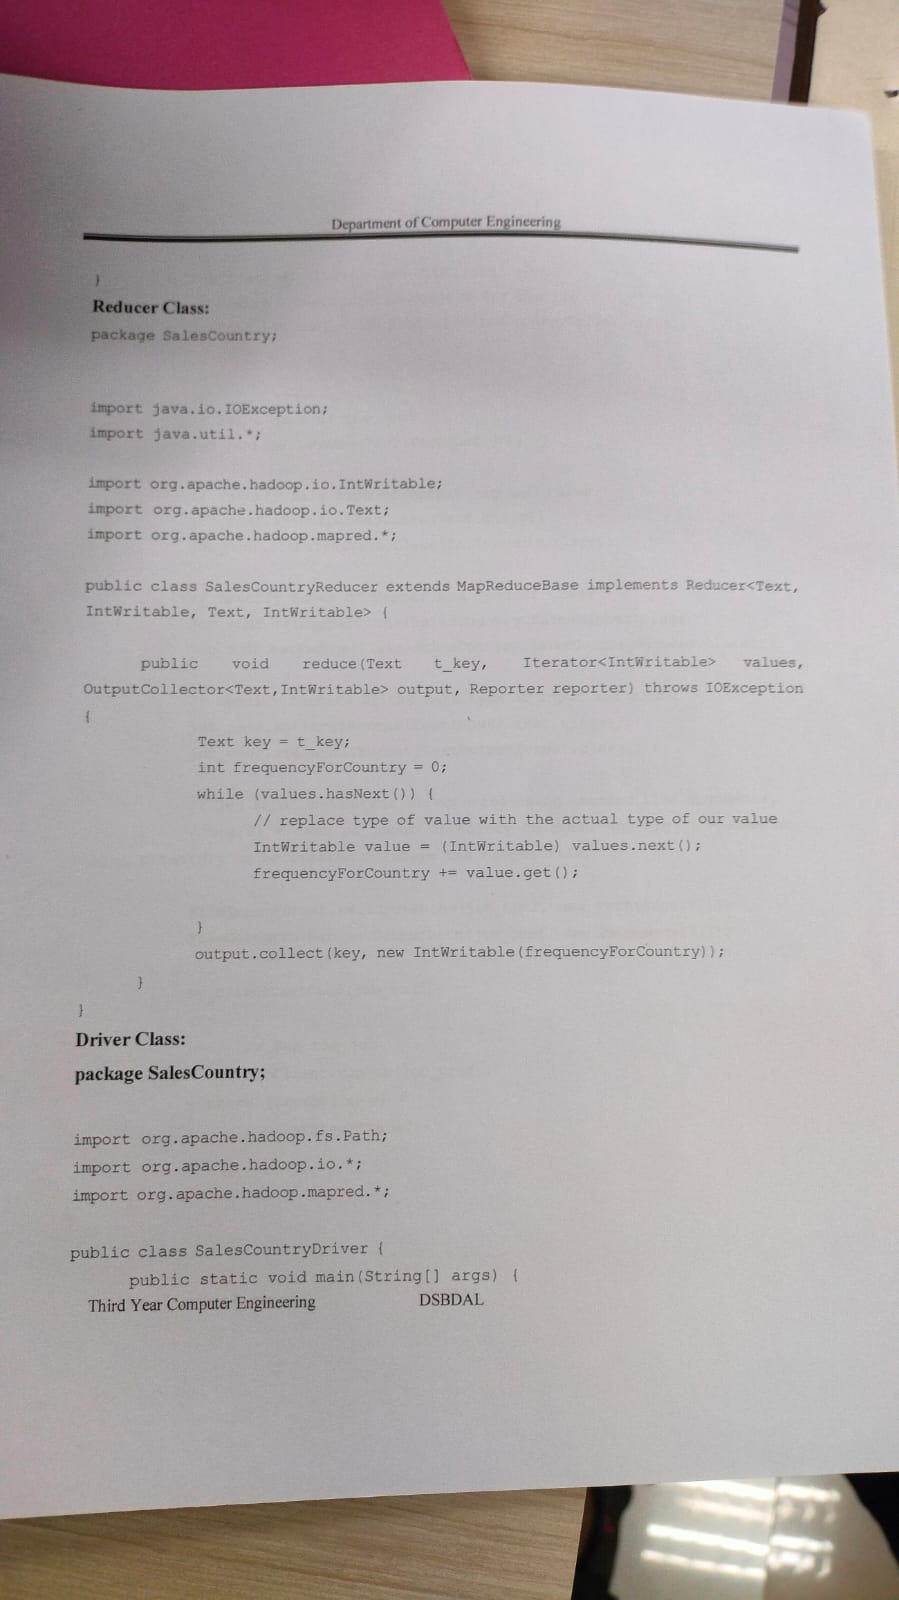 Department of Computer Engineering
}
Reducer Class:
package SalesCountry;
import java.io.IOException;
import java.util.*;
import org.apache.hadoop.io.IntWritable;
import org.apache.hadoop.io.Text;
import org.apache.hadoop.mapred.*;
public class SalesCountryReducer extends MapReduceBase implements Reducer<Text,
IntWritable, Text, IntWritable> {
public void reduce(Text t_key, Iterator<IntWritable> values,
OutputCollector<Text,IntWritable> output, Reporter reporter) throws IOException
{
Text key = t_key;
int frequencyForCountry = 0;
while (values.hasNext()) {
// replace type of value with the actual type of our value
IntWritable value = (IntWritable) values.next();
frequencyForCountry += value.get();
}
output.collect(key, new IntWritable(frequencyForCountry));
}
}
Driver Class:
package SalesCountry;
import org.apache.hadoop.fs.Path;
import org.apache.hadoop.io.*;
import org.apache.hadoop.mapred.*;
public class SalesCountryDriver {
public static void main(String[] args) {
Third Year Computer Engineering DSBDAL